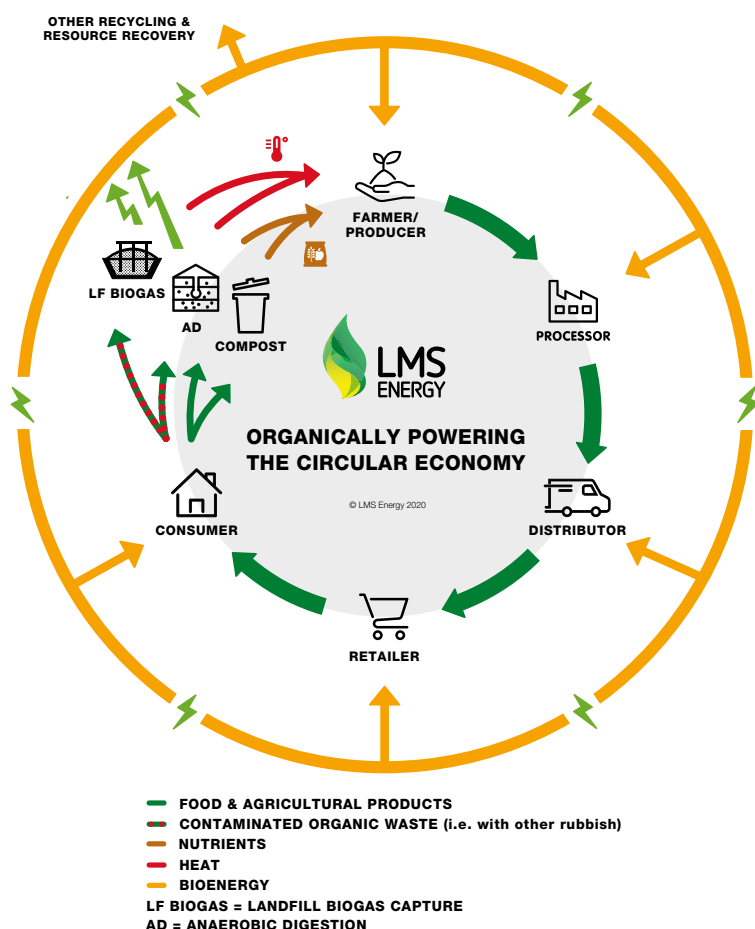 OTHER RECYCLING &
RESOURCE RECOVERY
FARMER/
PRODUCER
LF BIOGAS
AD
COMPOST
PROCESSOR
LMS
ENERGY
ORGANICALLY POWERING
THE CIRCULAR ECONOMY
© LMS Energy 2020
CONSUMER
DISTRIBUTOR
RETAILER
FOOD & AGRICULTURAL PRODUCTS
CONTAMINATED ORGANIC WASTE (i.e. with other rubbish)
NUTRIENTS
HEAT
BIOENERGY
LF BIOGAS = LANDFILL BIOGAS CAPTURE
AD = ANAEROBIC DIGESTION